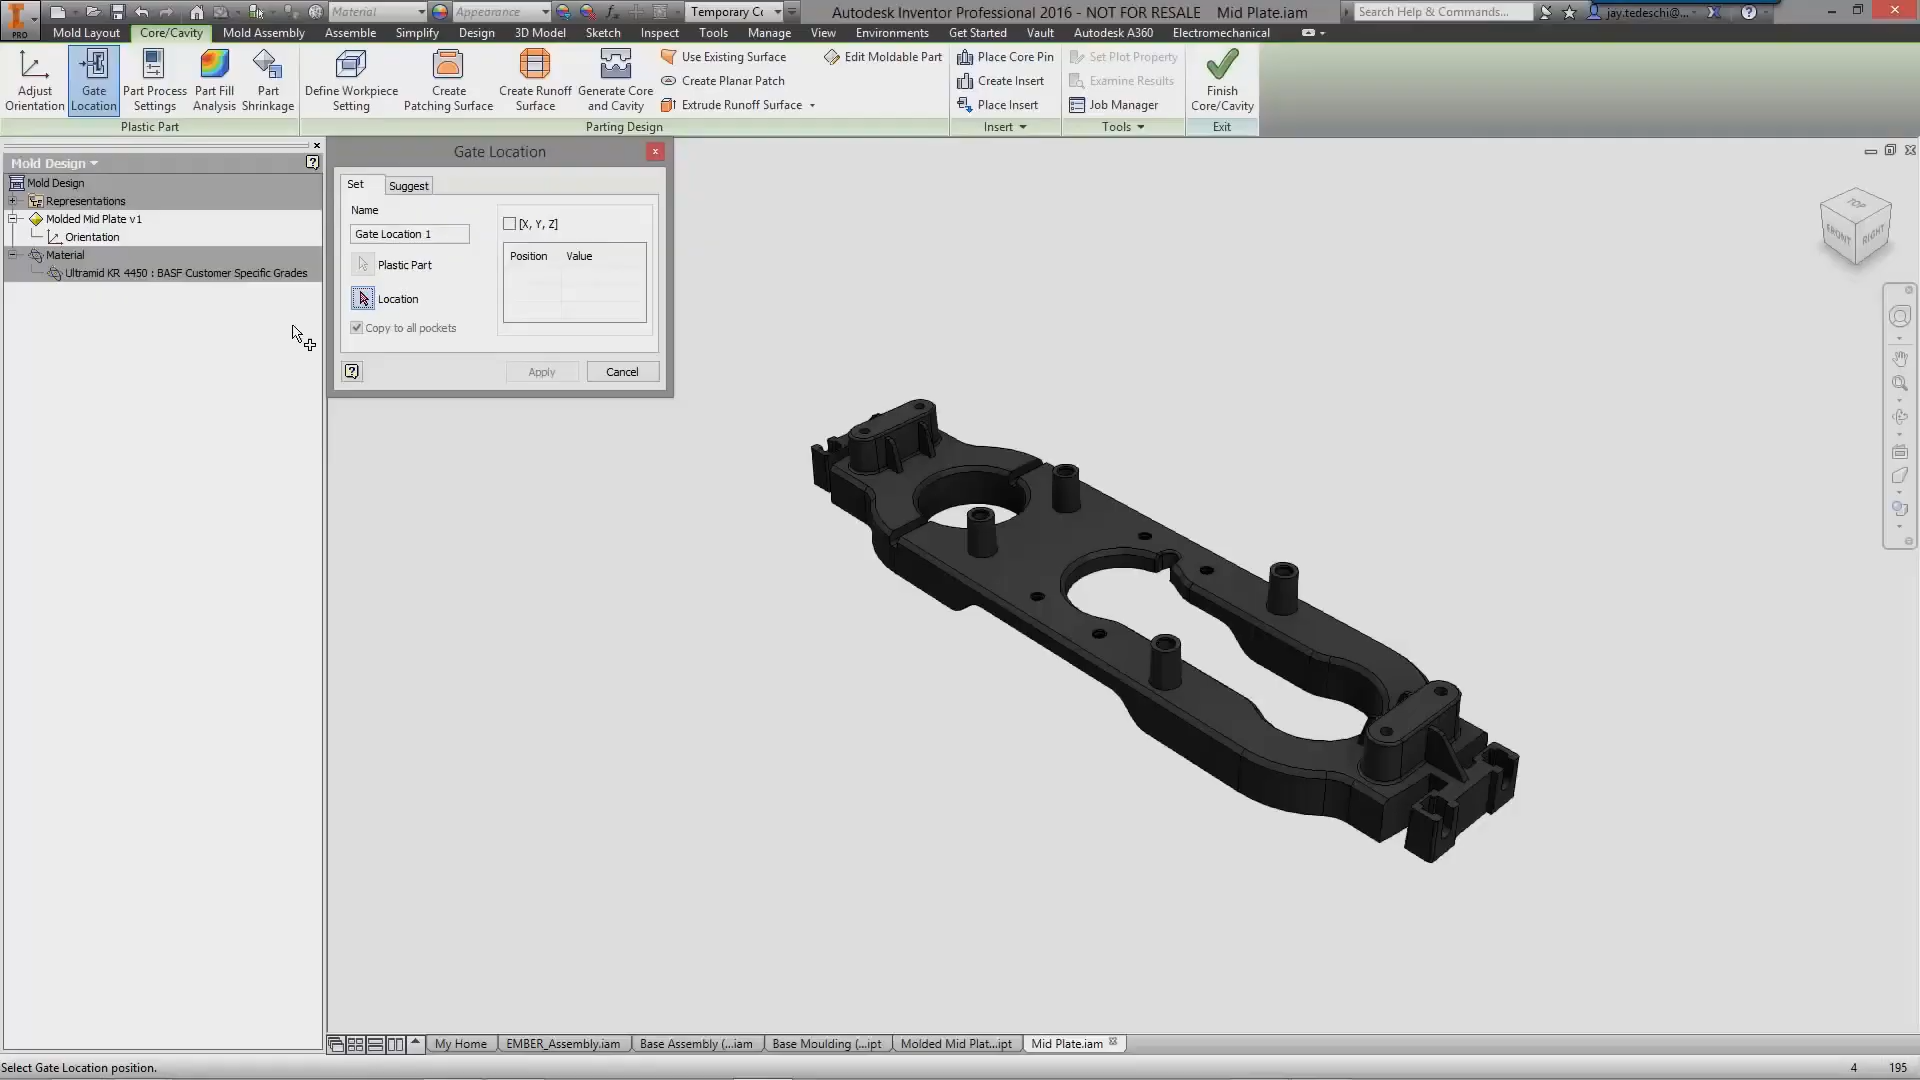 PRO
Material
Appearance
Temporary Cc
Autodesk Inventor Professional 2016 - NOT FOR RESALE Mid Plate.iam
Search Help & Commands...
jay.tedeschi@...
Mold Layout Core/Cavity Mold Assembly Assemble Simplify Design 3D Model Sketch Inspect Tools Manage View Environments Get Started Vault Autodesk A360 Electromechanical
Adjust Orientation
Gate Location
Part Process Settings
Part Fill Analysis
Part Shrinkage
Define Workpiece Setting
Create Patching Surface
Create Runoff Surface
Generate Core and Cavity
Use Existing Surface
Create Planar Patch
Extrude Runoff Surface
Edit Moldable Part
Place Core Pin
Create Insert
Place Insert
Set Plot Property
Examine Results
Job Manager
Finish Core/Cavity
Plastic Part
Parting Design
Insert
Tools
Exit
Mold Design
Mold Design
Representations
Molded Mid Plate v1
Orientation
Material
Ultramid KR 4450 : BASF Customer Specific Grades
Gate Location
Set
Suggest
Name
Gate Location 1
[X, Y, Z]
Position Value
Plastic Part
Location
Copy to all pockets
Apply
Cancel
TOP
FRONT
RIGHT
My Home
EMBER_Assembly.iam
Base Assembly (...iam
Base Moulding (...ipt
Molded Mid Plat...ipt
Mid Plate.iam
Select Gate Location position.
4 195